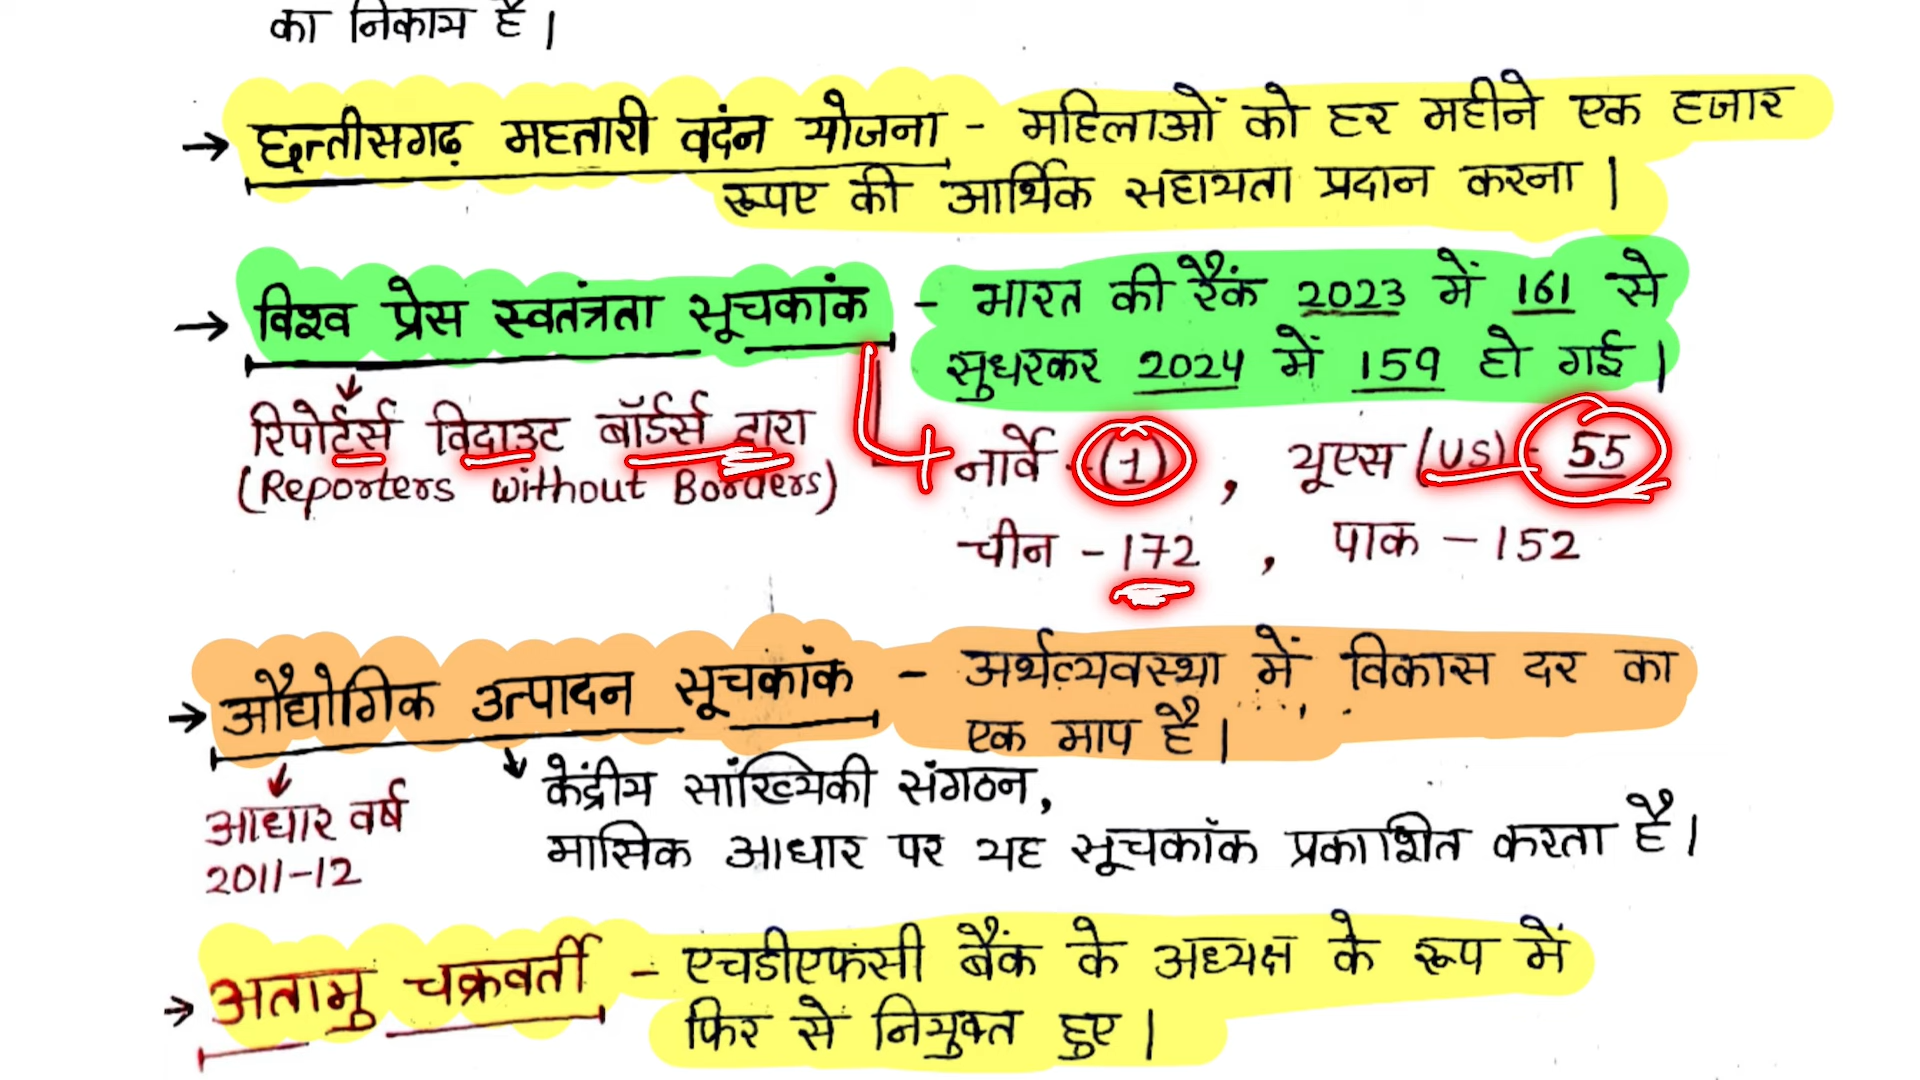 का निकाय है |
→ छत्तीसगढ़ महतारी वदंन योजना - महिलाओं को हर महीने एक हजार
रूपए की आर्थिक सहायता प्रदान करना |
→ विश्व प्रेस स्वतंत्रता सूचकांक - भारत की रैंक 2023 में 161 से
सुधरकर 2024 में 159 हो गई |
रिपोर्टर्स विदाउट बॉर्डर्स द्वारा
(Reporters without Borders)
नार्वे - (1) , यूएस (US) - 55
चीन - 172 , पाक - 152
→ औद्योगिक उत्पादन सूचकांक - अर्थव्यवस्था में विकास दर का
एक माप है |
आधार वर्ष
2011-12
केंद्रीय सांख्यिकी संगठन,
मासिक आधार पर यह सूचकांक प्रकाशित करता है |
→ अतामु चक्रवर्ती - एचडीएफसी बैंक के अध्यक्ष के रूप में
फिर से नियुक्त हुए |